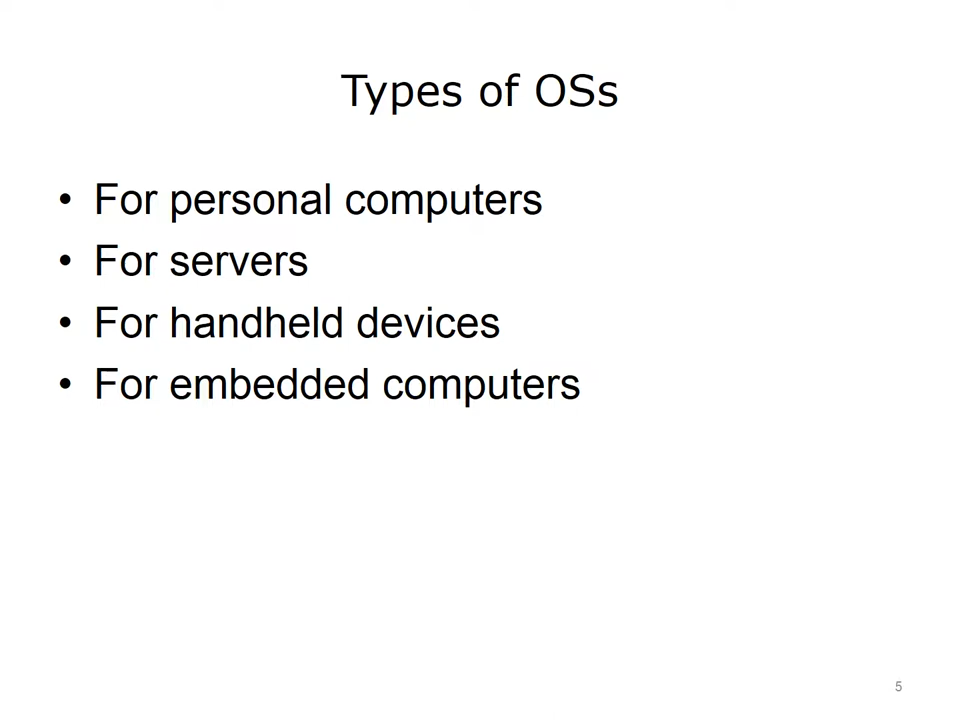 Types of OSs
• For personal computers
• For servers
• For handheld devices
• For embedded computers
5